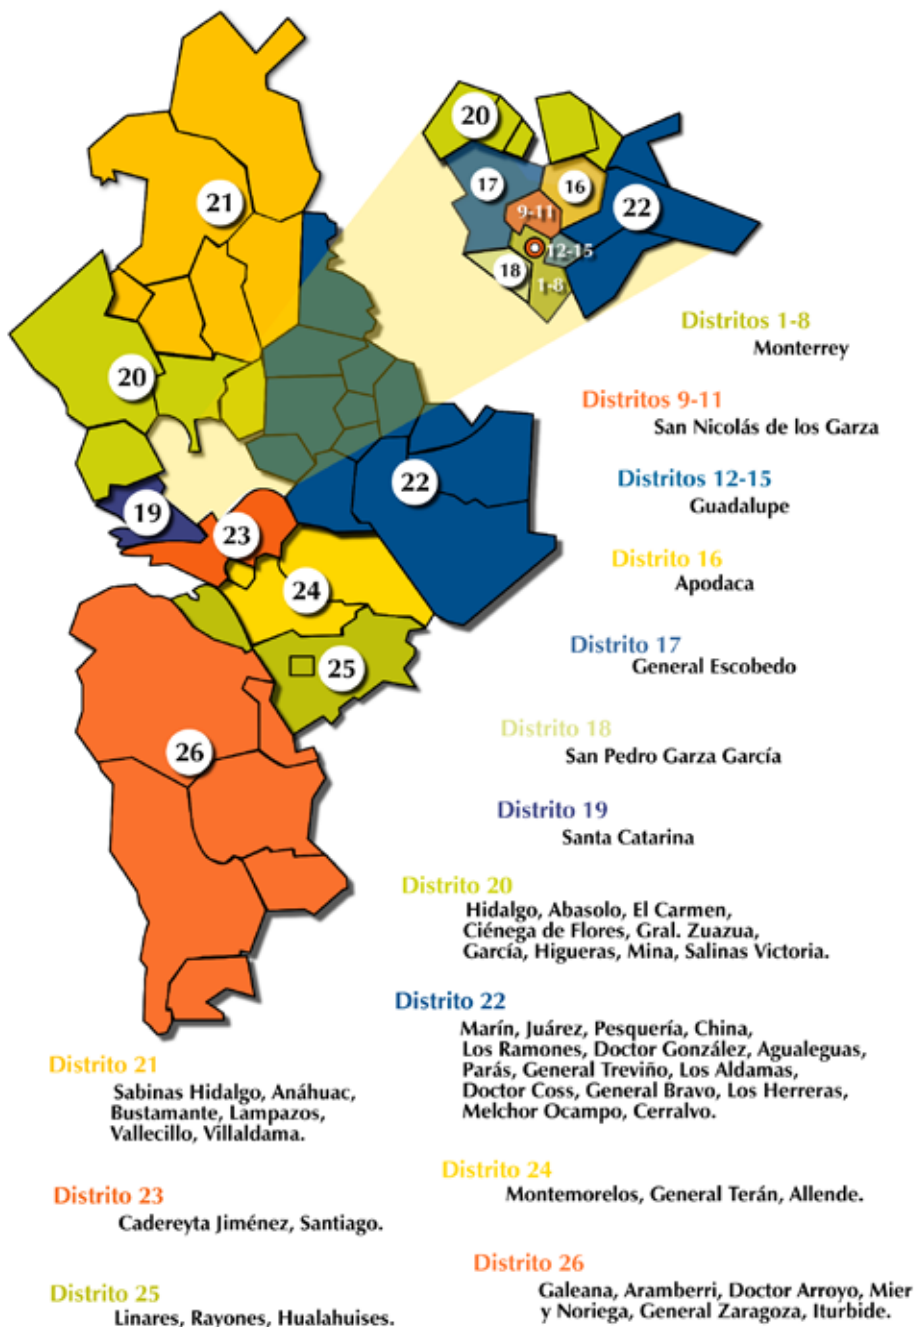 20
17
16
21
22
9-11
12-15
18
1-8
Distritos 1-8
Monterrey
20
Distritos 9-11
San Nicolás de los Garza
22
Distritos 12-15
Guadalupe
19
23
Distrito 16
Apodaca
24
Distrito 17
General Escobedo
25
Distrito 18
San Pedro Garza García
26
Distrito 19
Santa Catarina
Distrito 20
Hidalgo, Abasolo, El Carmen,
Ciénega de Flores, Gral. Zuazua,
García, Higueras, Mina, Salinas Victoria.
Distrito 22
Marín, Juárez, Pesquería, China,
Los Ramones, Doctor González, Agualeguas,
Parás, General Treviño, Los Aldamas,
Doctor Coss, General Bravo, Los Herreras,
Melchor Ocampo, Cerralvo.
Distrito 21
Sabinas Hidalgo, Anáhuac,
Bustamante, Lampazos,
Vallecillo, Villaldama.
Distrito 24
Montemorelos, General Terán, Allende.
Distrito 23
Cadereyta Jiménez, Santiago.
Distrito 26
Galeana, Aramberri, Doctor Arroyo, Mier
y Noriega, General Zaragoza, Iturbide.
Distrito 25
Linares, Rayones, Hualahuises.